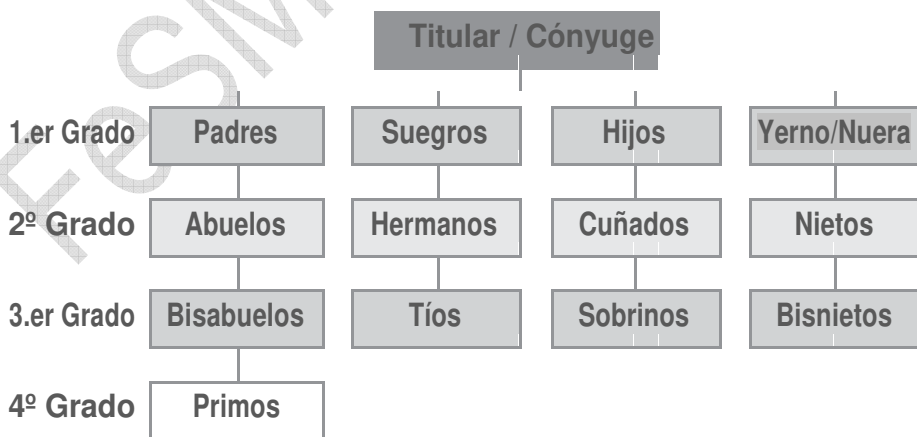 Titular / Cónyuge
1.er Grado Padres Suegros Hijos Yerno/Nuera
2º Grado Abuelos Hermanos Cuñados Nietos
3.er Grado Bisabuelos Tíos Sobrinos Bisnietos
4º Grado Primos
FeSM